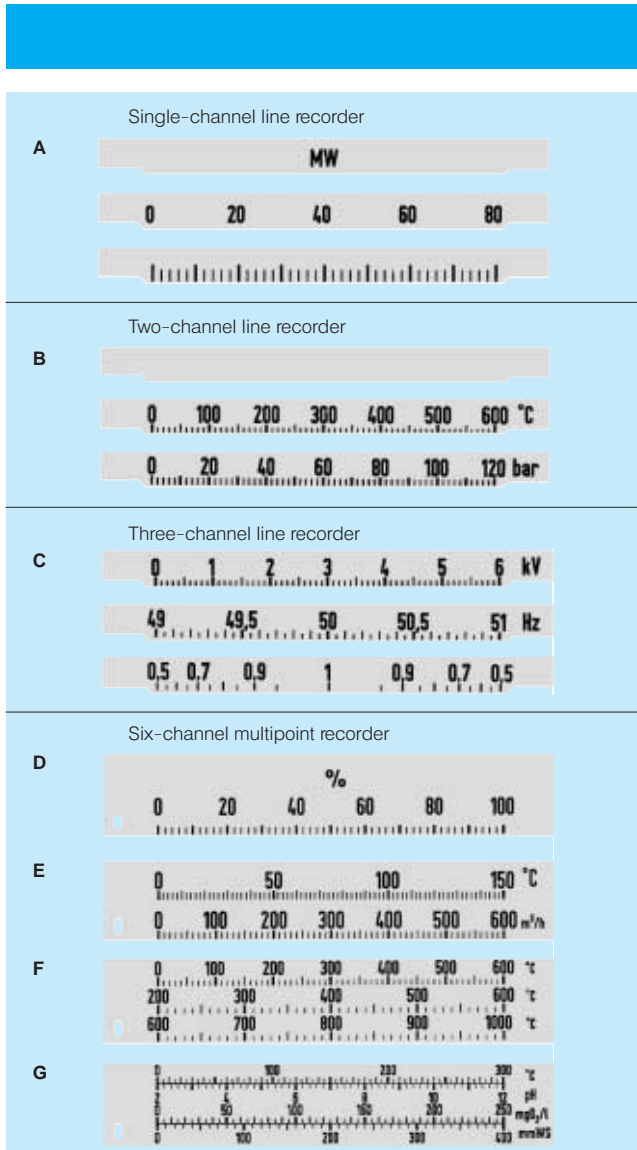 Single-channel line recorder
A
MW
0 20 40 60 80
Two-channel line recorder
B
0 100 200 300 400 500 600 °C
0 20 40 60 80 100 120 bar
Three-channel line recorder
C
0 1 2 3 4 5 6 kV
49 49,5 50 50,5 51 Hz
0,5 0,7 0,9 1 0,9 0,7 0,5
Six-channel multipoint recorder
D
%
0 20 40 60 80 100
E
0 50 100 150 °C
0 100 200 300 400 500 600 m³/h
F
0 100 200 300 400 500 600 °C
200 300 400 500 600 °C
600 700 800 900 1000 °C
G
0 100 200 300 °C
2 4 6 8 10 12 pH
0 50 200 250
0 100 200 300 400